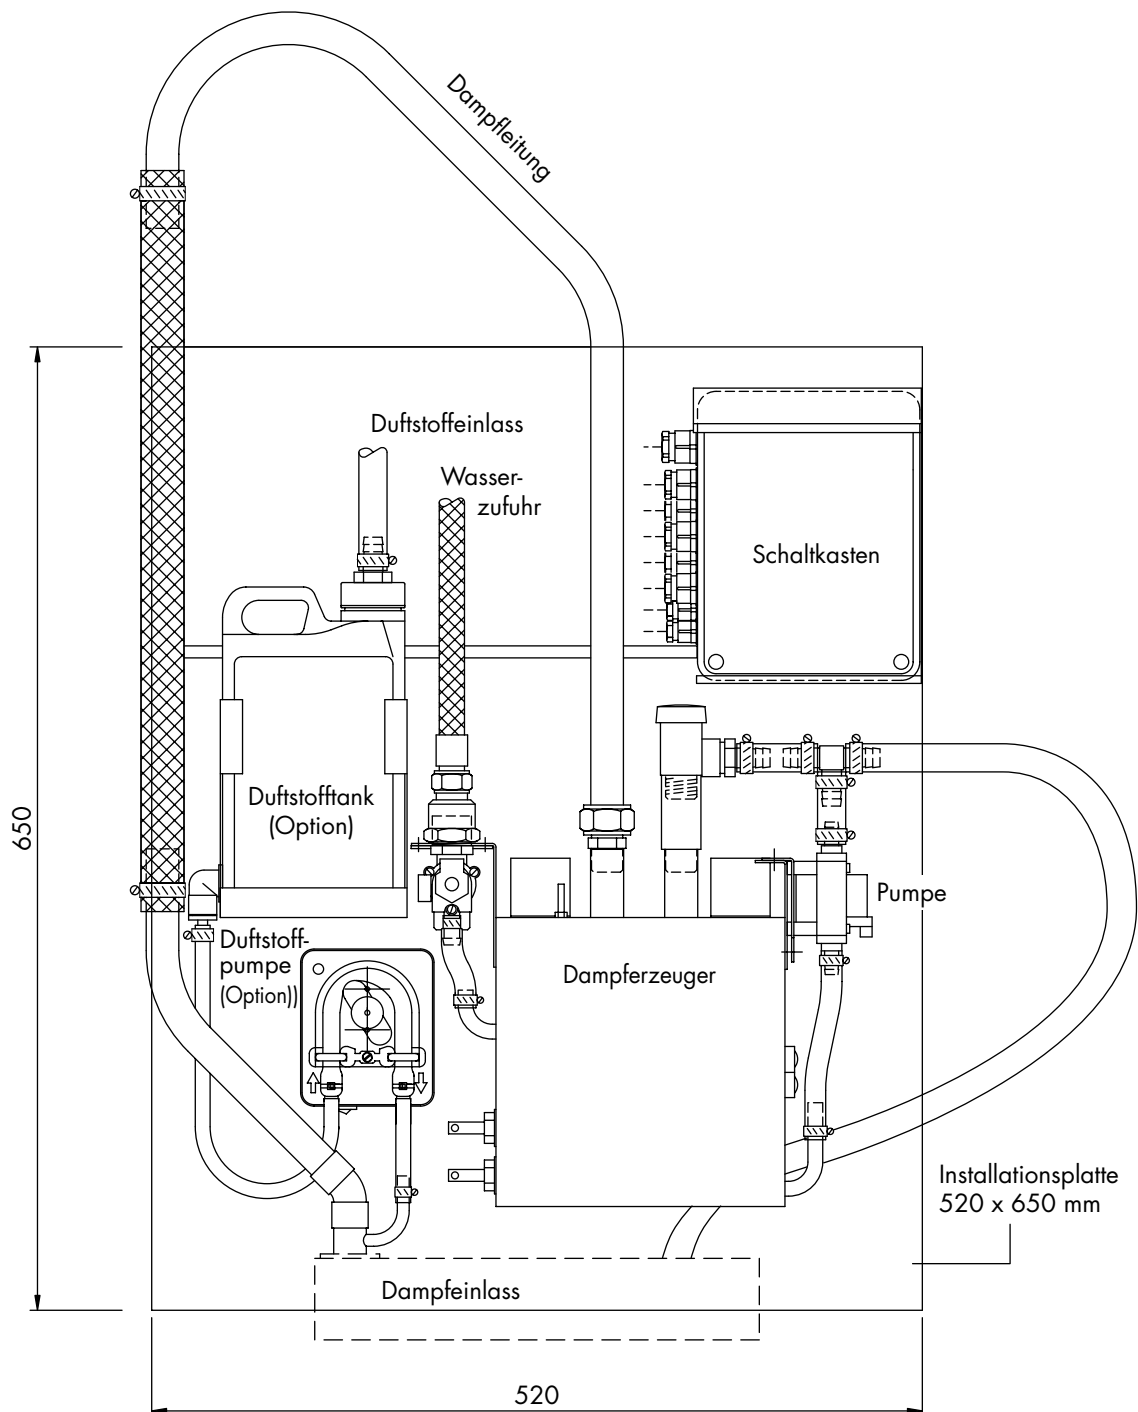 Dampfleitung
Duftstoffeinlass
Wasser-
zufuhr
Schaltkasten
650
Duftstofftank
(Option)
Pumpe
Duftstoff-
pumpe
(Option))
Dampferzeuger
Installationsplatte
520 x 650 mm
Dampfeinlass
520